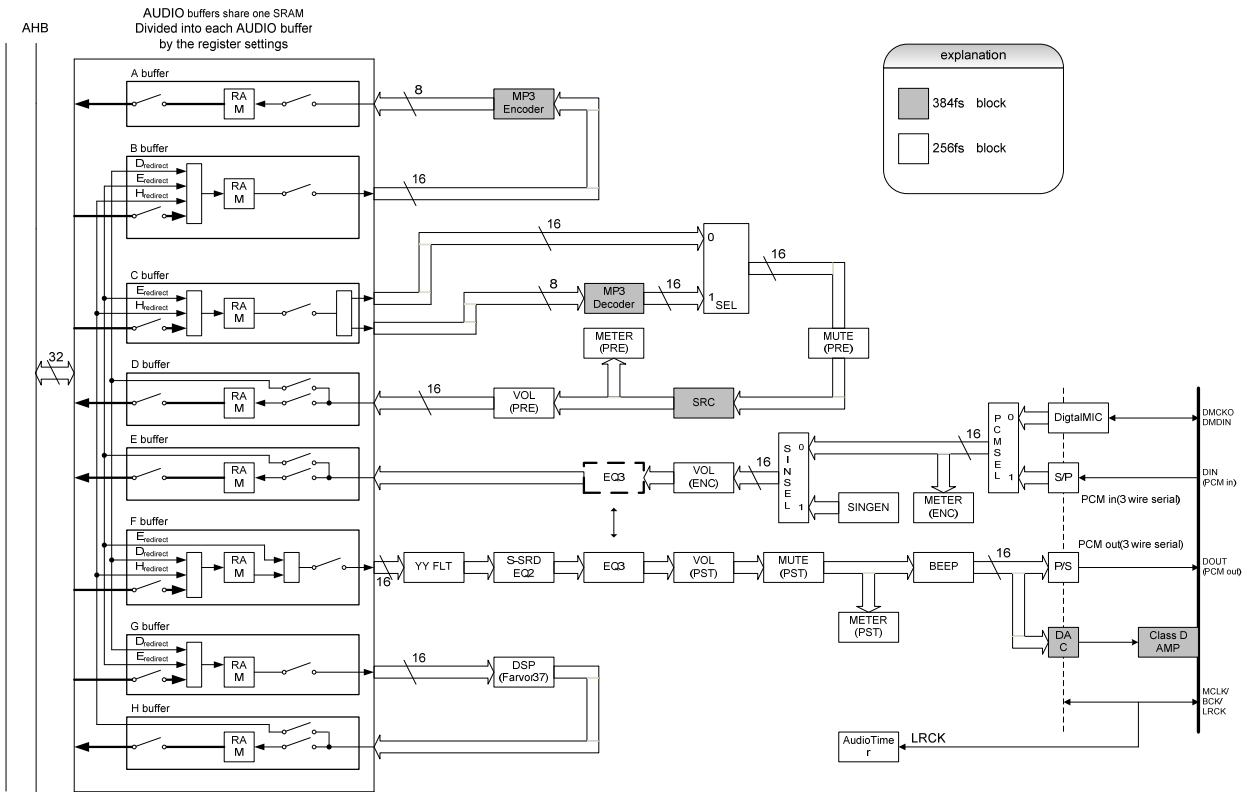 AHB
AUDIO buffers share one SRAM
Divided into each AUDIO buffer
by the register settings
explanation
384fs block
256fs block
A buffer
RA
M
8
MP3
Encoder
B buffer
Dredirect
Eredirect
Hredirect
RA
M
16
C buffer
Eredirect
Hredirect
RA
M
16
8
MP3
Decoder
16
0
1
SEL
16
MUTE
(PRE)
METER
(PRE)
32
D buffer
RA
M
16
VOL
(PRE)
SRC
E buffer
RA
M
EQ3
VOL
(ENC)
16
S
I
N
S
E
L
0
1
SINGEN
16
METER
(ENC)
P
C
M
S
E
L
0
1
DigtalMIC
S/P
DMCKO
DMDIN
DIN
(PCM in)
PCM in(3 wire serial)
F buffer
Eredirect
Dredirect
Hredirect
RA
M
16
YY FLT
S-SRD
EQ2
EQ3
VOL
(PST)
MUTE
(PST)
METER
(PST)
BEEP
16
PCM out(3 wire serial)
P/S
DOUT
(PCM out)
DA
C
Class D
AMP
G buffer
Dredirect
Eredirect
RA
M
16
DSP
(Farvor37)
H buffer
RA
M
MCLK/
BCK/
LRCK
AudioTime
r
LRCK